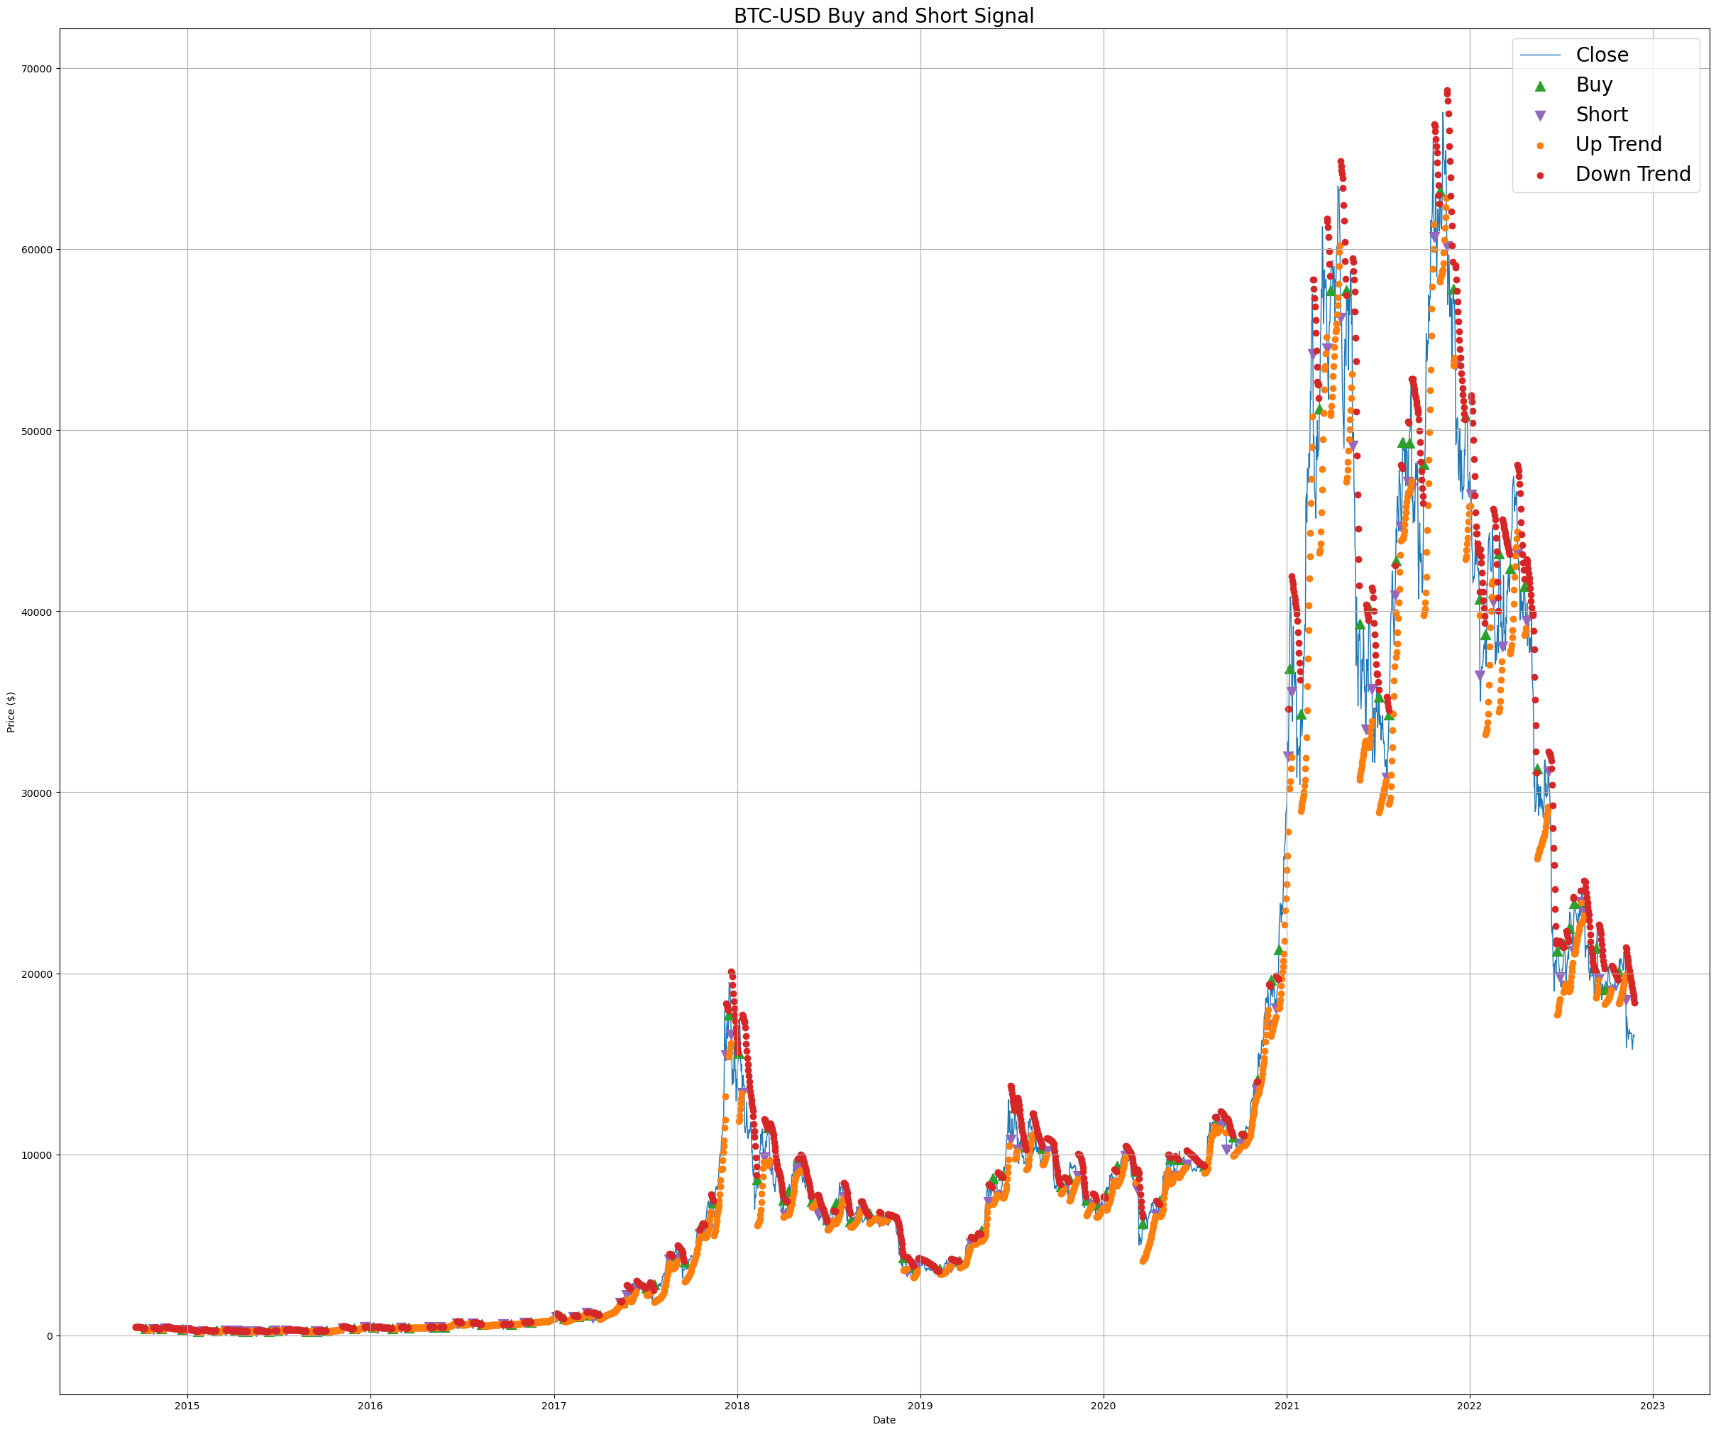 BTC-USD Buy and Short Signal
Close
Buy
Short
Up Trend
Down Trend
70000
60000
50000
40000
30000
20000
10000
0
Price ($)
2015 2016 2017 2018 2019 2020 2021 2022 2023
Date